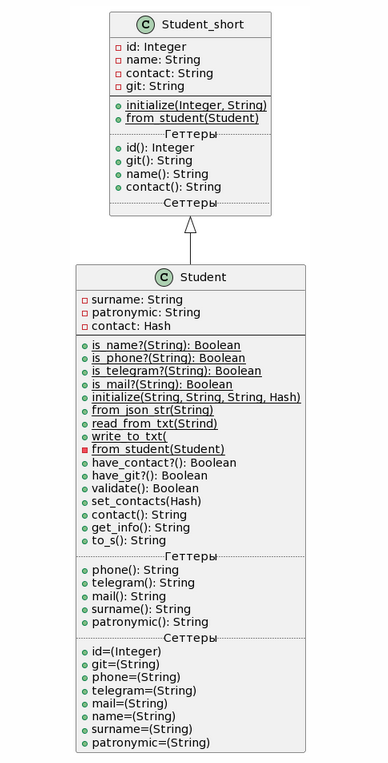 C Student_short
id: Integer
name: String
contact: String
git: String
initialize(Integer, String)
from_student(Student)
Геттеры
id(): Integer
git(): String
name(): String
contact(): String
Сеттеры
C Student
surname: String
patronymic: String
contact: Hash
is_name?(String): Boolean
is_phone?(String): Boolean
is_telegram?(String): Boolean
is_mail?(String): Boolean
initialize(String, String, String, Hash)
from_json_str(String)
read_from_txt(Strind)
write_to_txt(
from_student(Student)
have_contact?(): Boolean
have_git?(): Boolean
validate(): Boolean
set_contacts(Hash)
contact(): String
get_info(): String
to_s(): String
Геттеры
phone(): String
telegram(): String
mail(): String
surname(): String
patronymic(): String
Сеттеры
id=(Integer)
git=(String)
phone=(String)
telegram=(String)
mail=(String)
name=(String)
surname=(String)
patronymic=(String)